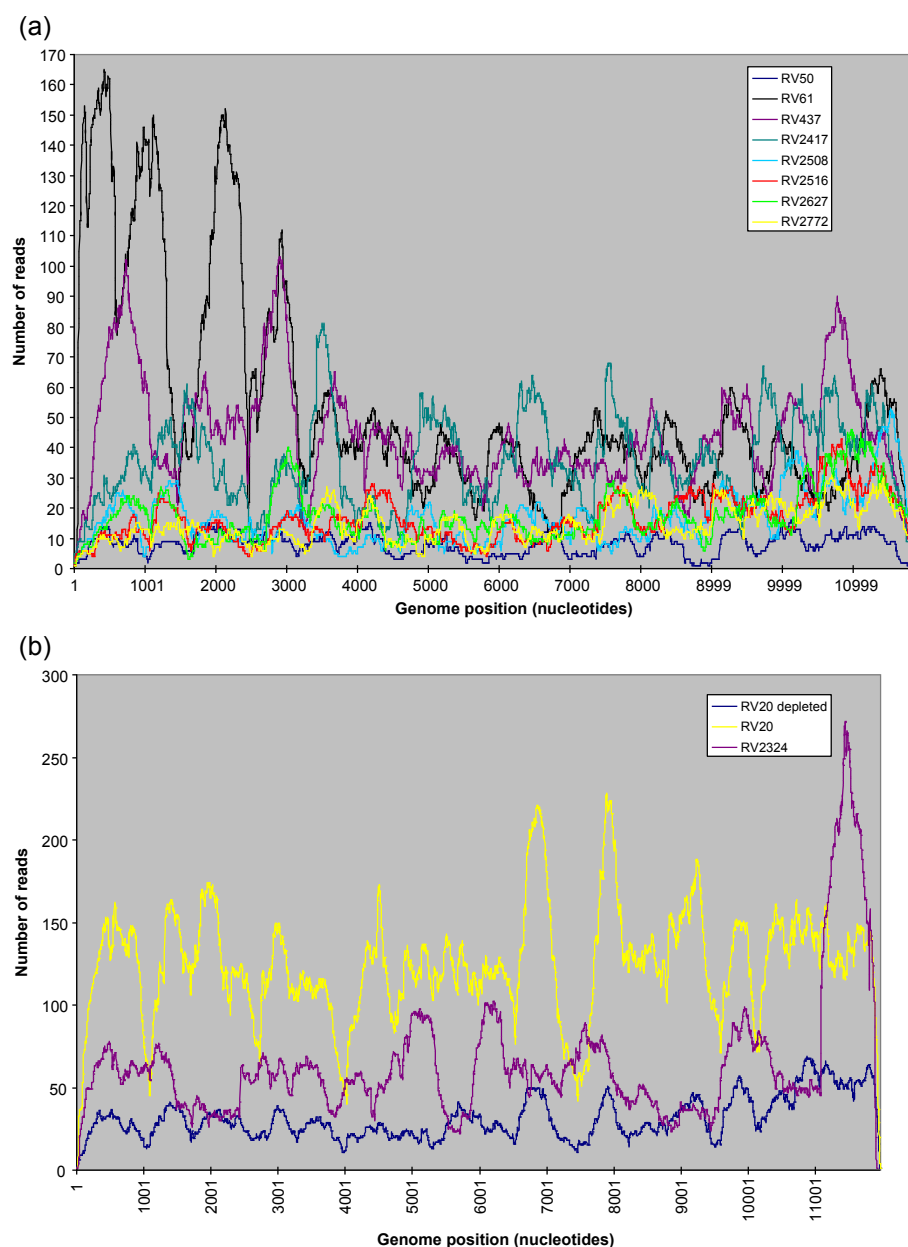 (a)
170
160
150
140
130
120
110
100
90
80
70
60
50
40
30
20
10
0
Number of reads
RV50
RV61
RV437
RV2417
RV2508
RV2516
RV2627
RV2772
1 1001 2000 3000 4000 5000 6000 7000 8000 8999 9999 10999
Genome position (nucleotides)
(b)
300
250
200
150
100
50
0
Number of reads
RV20 depleted
RV20
RV2324
1 1001 2001 3001 4001 5001 6001 7001 8001 9001 10001 11001
Genome position (nucleotides)